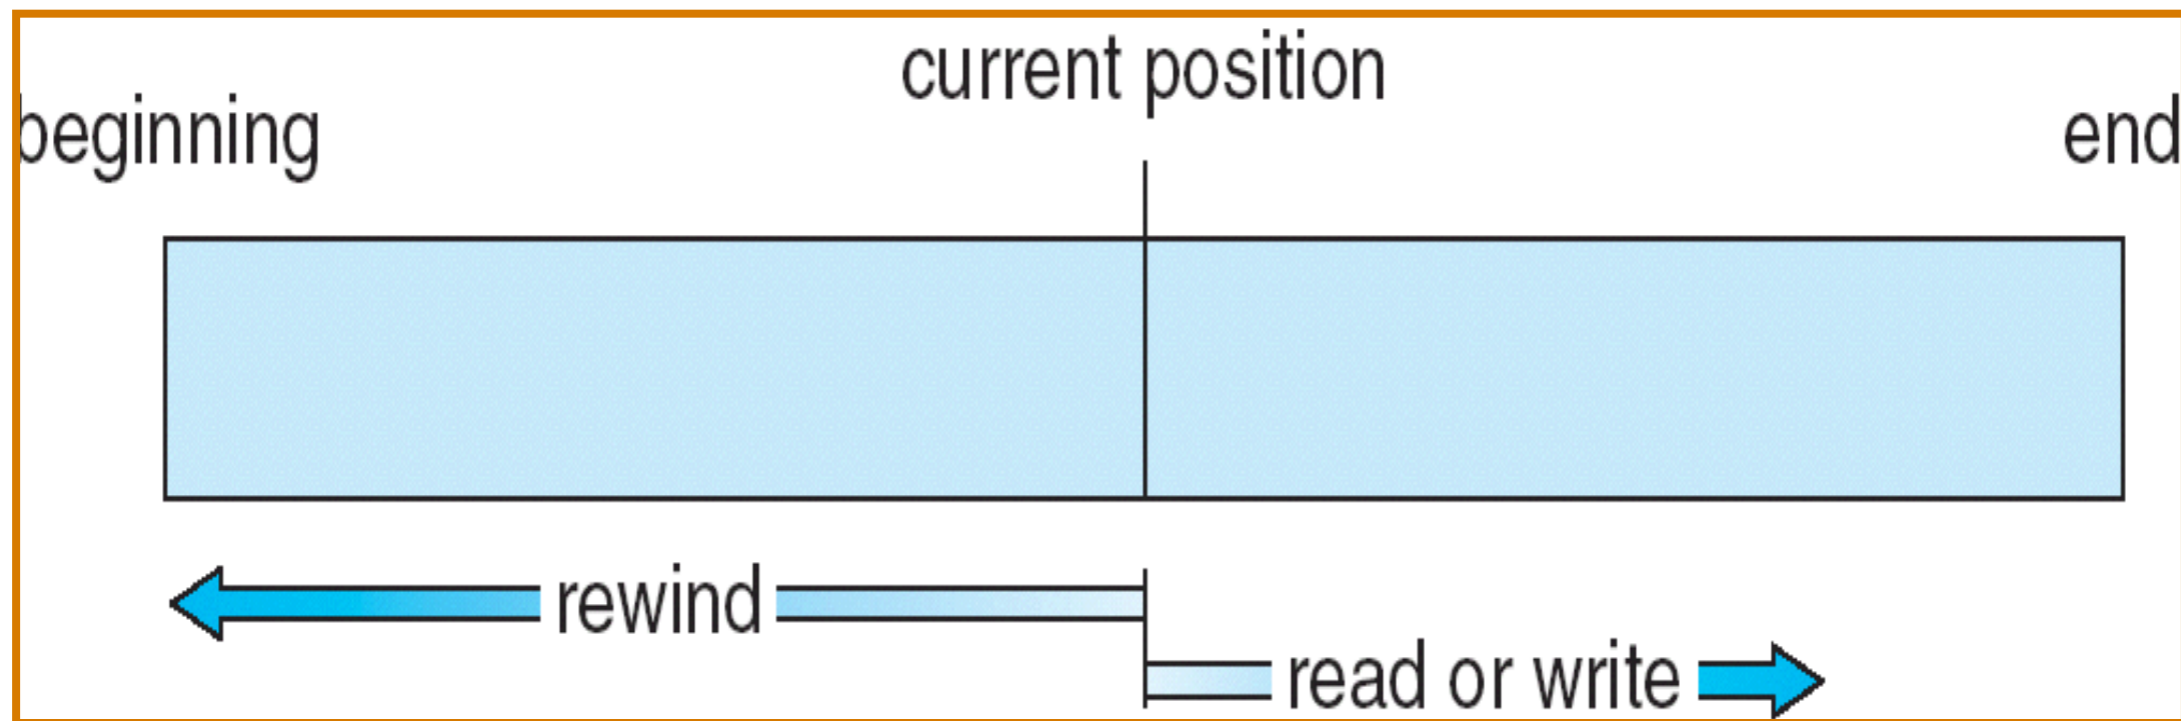 current position
beginning
end
rewind
read or write